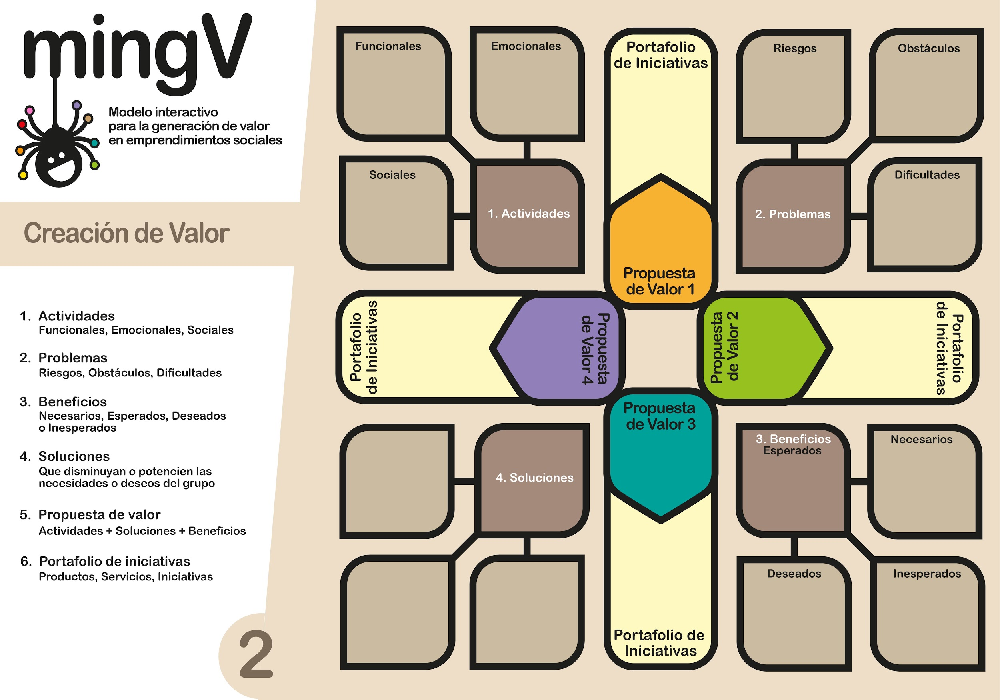 mingV
Modelo interactivo
para la generación de valor
en emprendimientos sociales
Creación de Valor
1. Actividades
Funcionales, Emocionales, Sociales
2. Problemas
Riesgos, Obstáculos, Dificultades
3. Beneficios
Necesarios, Esperados, Deseados
o Inesperados
4. Soluciones
Que disminuyan o potencien las
necesidades o deseos del grupo
5. Propuesta de valor
Actividades + Soluciones + Beneficios
6. Portafolio de iniciativas
Productos, Servicios, Iniciativas
2
Funcionales
Emocionales
Sociales
1. Actividades
Portafolio
de Iniciativas
Propuesta
de Valor 1
Riesgos
Obstáculos
2. Problemas
Dificultades
Portafolio
de Iniciativas
Propuesta
de Valor 4
Propuesta
de Valor 2
Portafolio
de Iniciativas
4. Soluciones
Propuesta
de Valor 3
Portafolio de
Iniciativas
3. Beneficios
Esperados
Necesarios
Deseados
Inesperados